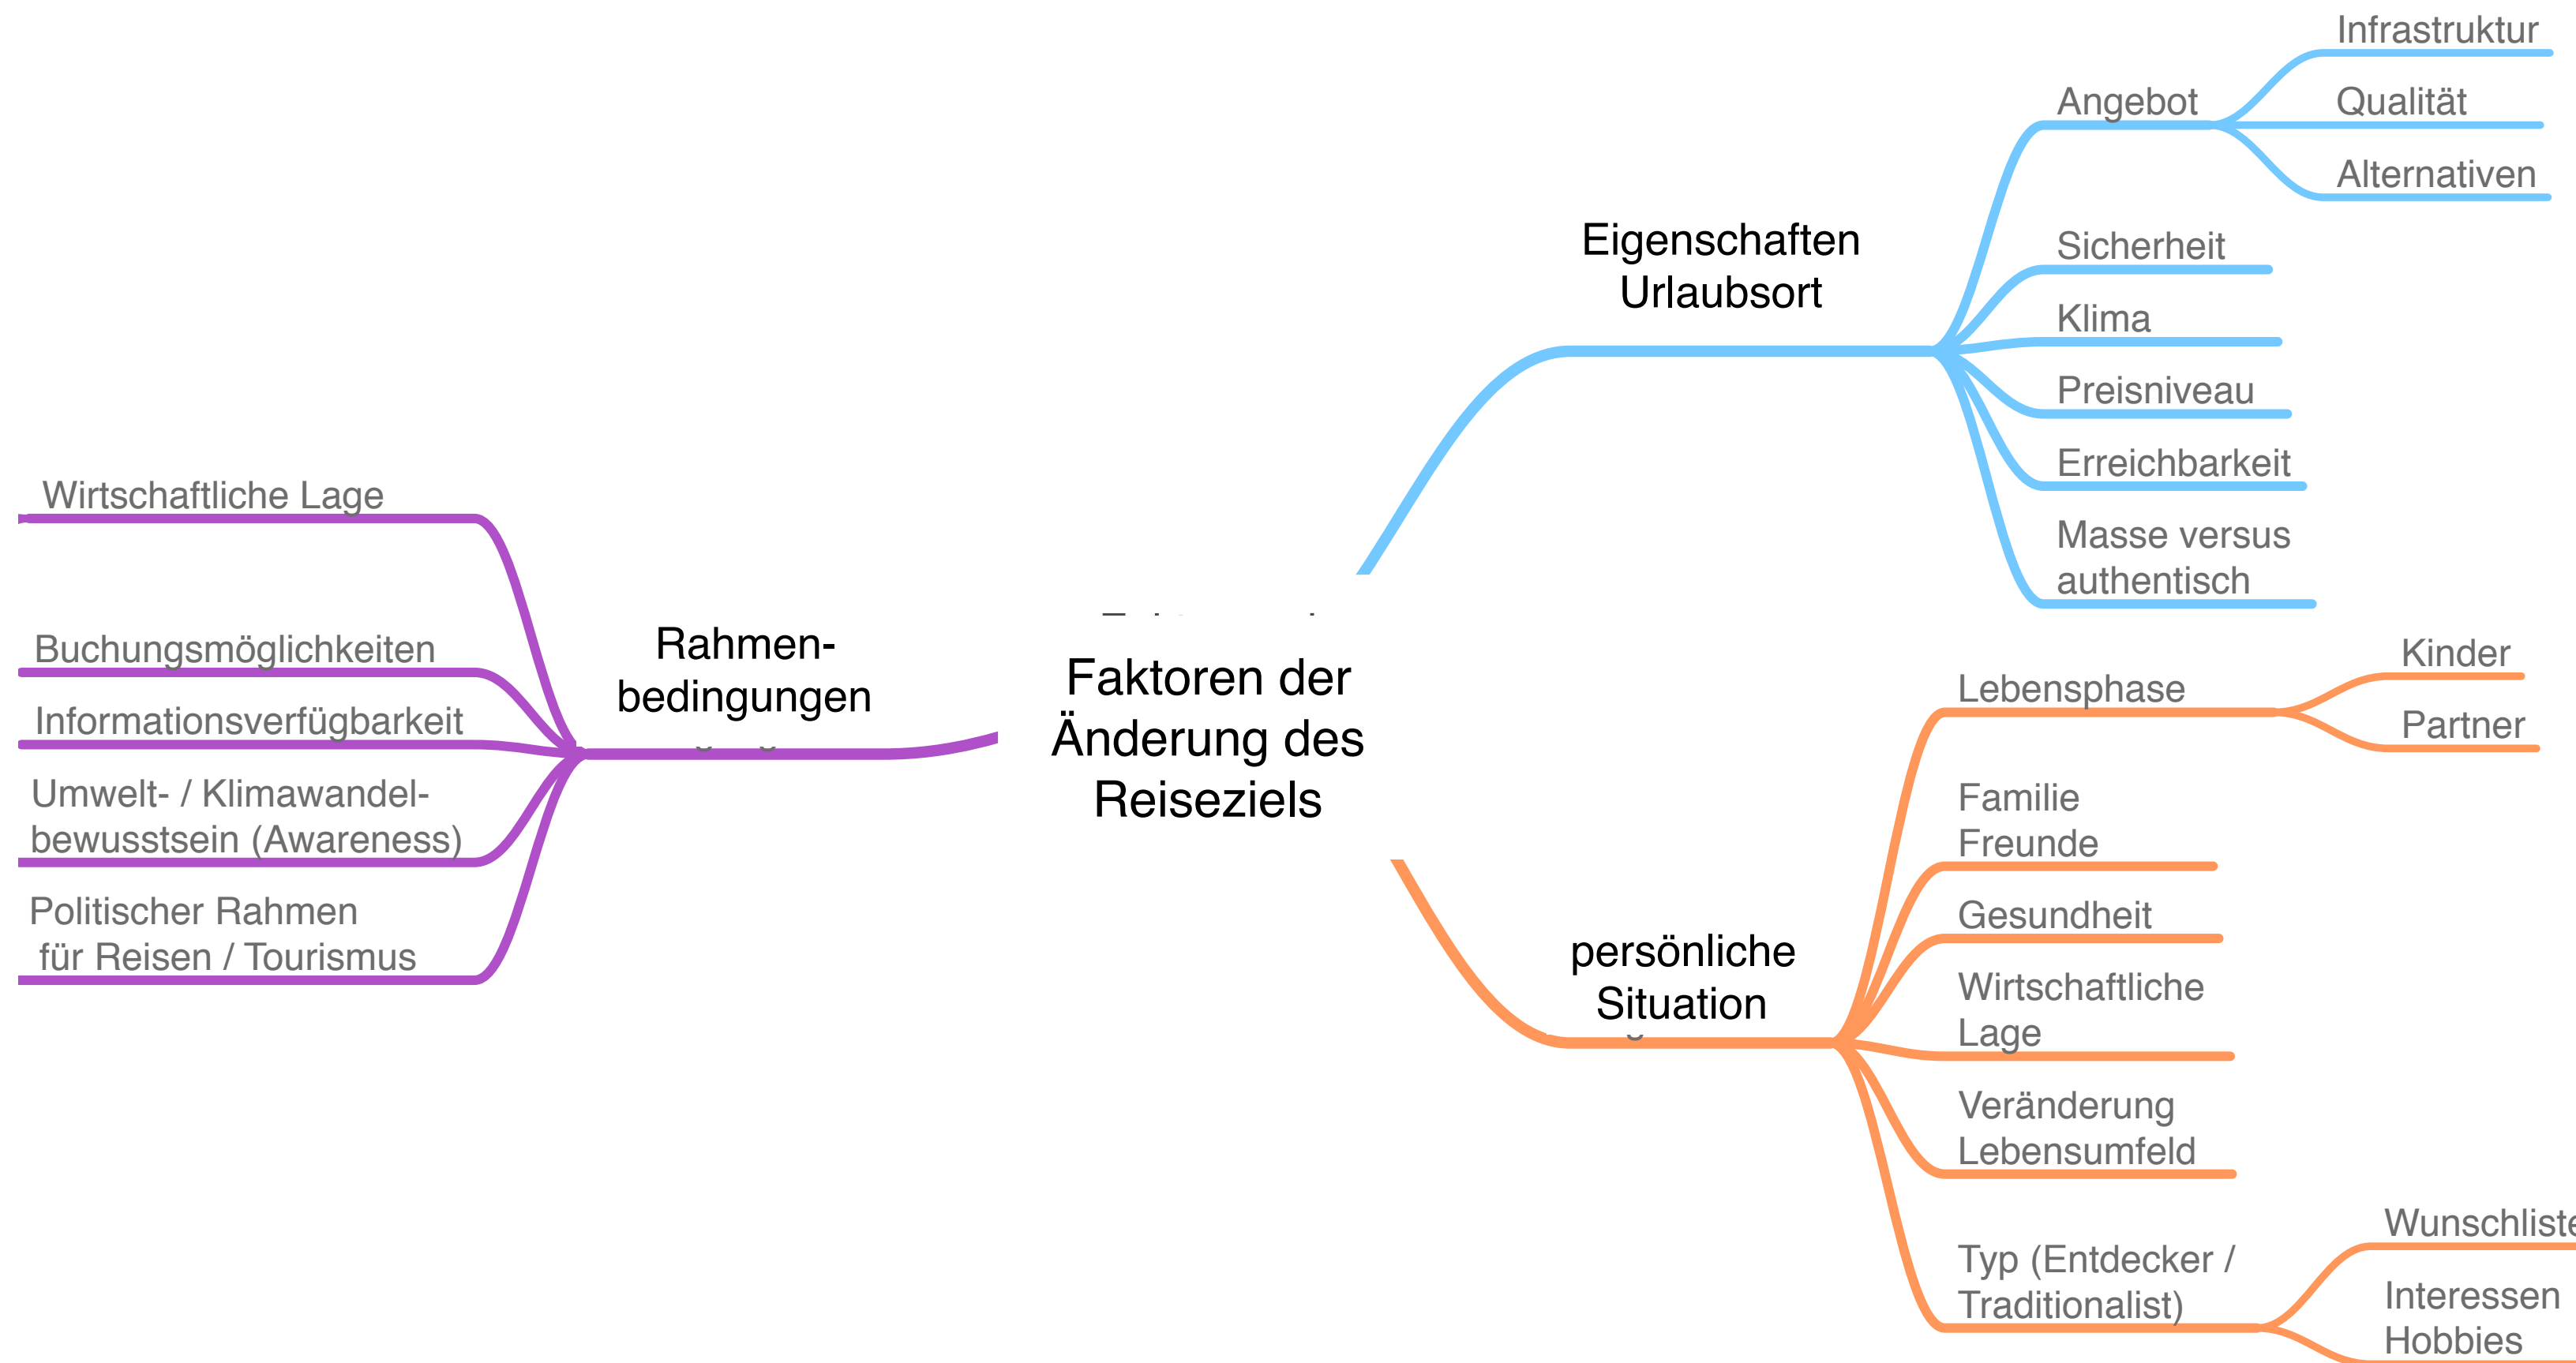 Infrastruktur
Angebot
Qualität
Alternativen
Eigenschaften
Urlaubsort
Sicherheit
Klima
Preisniveau
Erreichbarkeit
Masse versus
authentisch
Wirtschaftliche Lage
Buchungsmöglichkeiten
Informationsverfügbarkeit
Umwelt- / Klimawandel-
bewusstsein (Awareness)
Politischer Rahmen
für Reisen / Tourismus
Rahmen-
bedingungen
Faktoren der
Änderung des
Reiseziels
persönliche
Situation
Lebensphase
Kinder
Partner
Familie
Freunde
Gesundheit
Wirtschaftliche
Lage
Veränderung
Lebensumfeld
Typ (Entdecker /
Traditionalist)
Wunschliste
Interessen
Hobbies